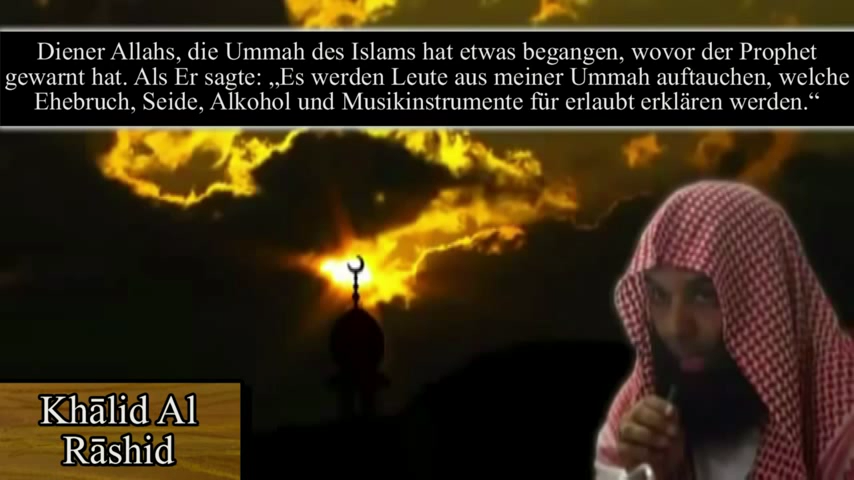 Diener Allahs, die Ummah des Islams hat etwas begangen, wovor der Prophet
gewarnt hat. Als Er sagte: „Es werden Leute aus meiner Ummah auftauchen, welche
Ehebruch, Seide, Alkohol und Musikinstrumente für erlaubt erklären werden.“
Khālid Al
Rāshid